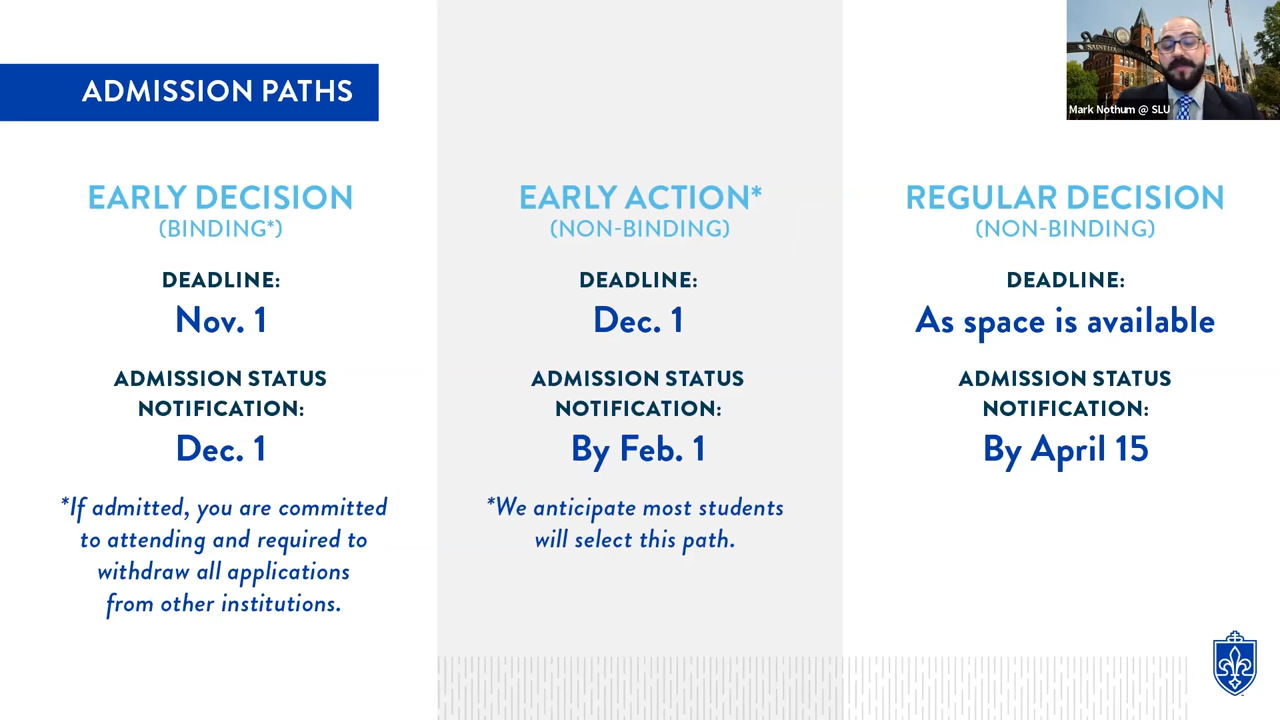 ADMISSION PATHS
Mark Nothum @ SLU
EARLY DECISION
(BINDING*)
DEADLINE:
Nov. 1
ADMISSION STATUS
NOTIFICATION:
Dec. 1
*If admitted, you are committed
to attending and required to
withdraw all applications
from other institutions.
EARLY ACTION*
(NON-BINDING)
DEADLINE:
Dec. 1
ADMISSION STATUS
NOTIFICATION:
By Feb. 1
*We anticipate most students
will select this path.
REGULAR DECISION
(NON-BINDING)
DEADLINE:
As space is available
ADMISSION STATUS
NOTIFICATION:
By April 15